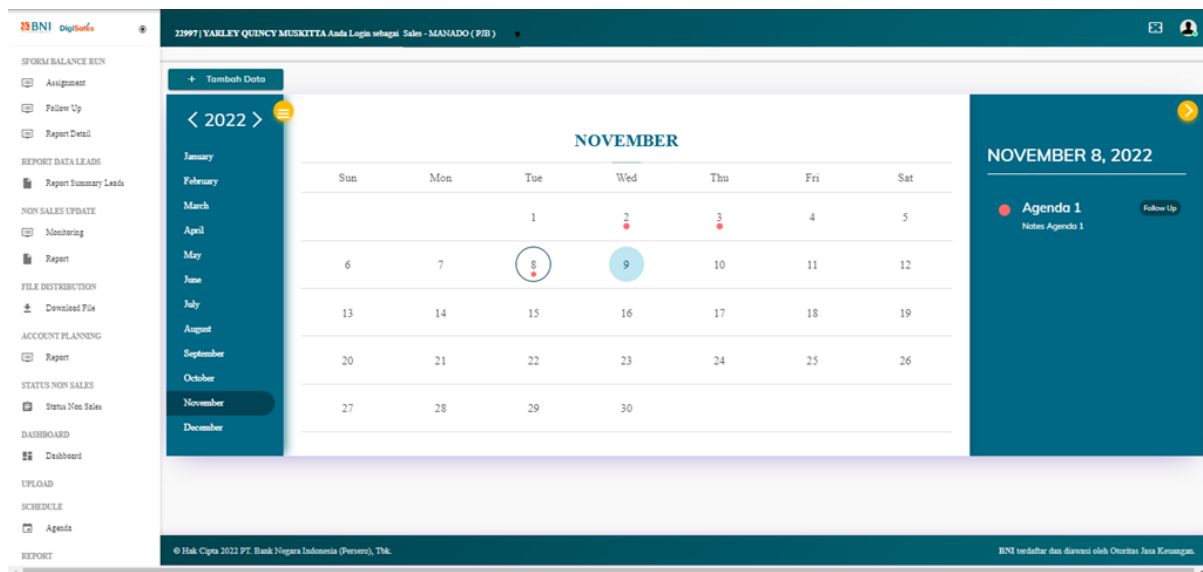 BNI DigiSales
22997 | YARLEY QUINCY MUSKITTA Anda Login sebagai Sales - MANADO ( PJB )
SFORM BALANCE RUN
Assignment
Follow Up
Report Detail
REPORT DATA LEADS
Report Summary Leads
NON SALES UPDATE
Monitoring
Report
FILE DISTRIBUTION
Download File
ACCOUNT PLANNING
Report
STATUS NON SALES
Status Non Sales
DASHBOARD
Dashboard
UPLOAD
SCHEDULE
Agenda
REPORT
+ Tambah Data
< 2022 >
January
February
March
April
May
June
July
August
September
October
November
December
NOVEMBER
Sun Mon Tue Wed Thu Fri Sat
1 2 3 4 5
6 7 8 9 10 11 12
13 14 15 16 17 18 19
20 21 22 23 24 25 26
27 28 29 30
NOVEMBER 8, 2022
Agenda 1 Follow Up
Notes Agenda 1
© Hak Cipta 2022 PT. Bank Negara Indonesia (Persero), Tbk.
BNI terdaftar dan diawasi oleh Otoritas Jasa Keuangan.